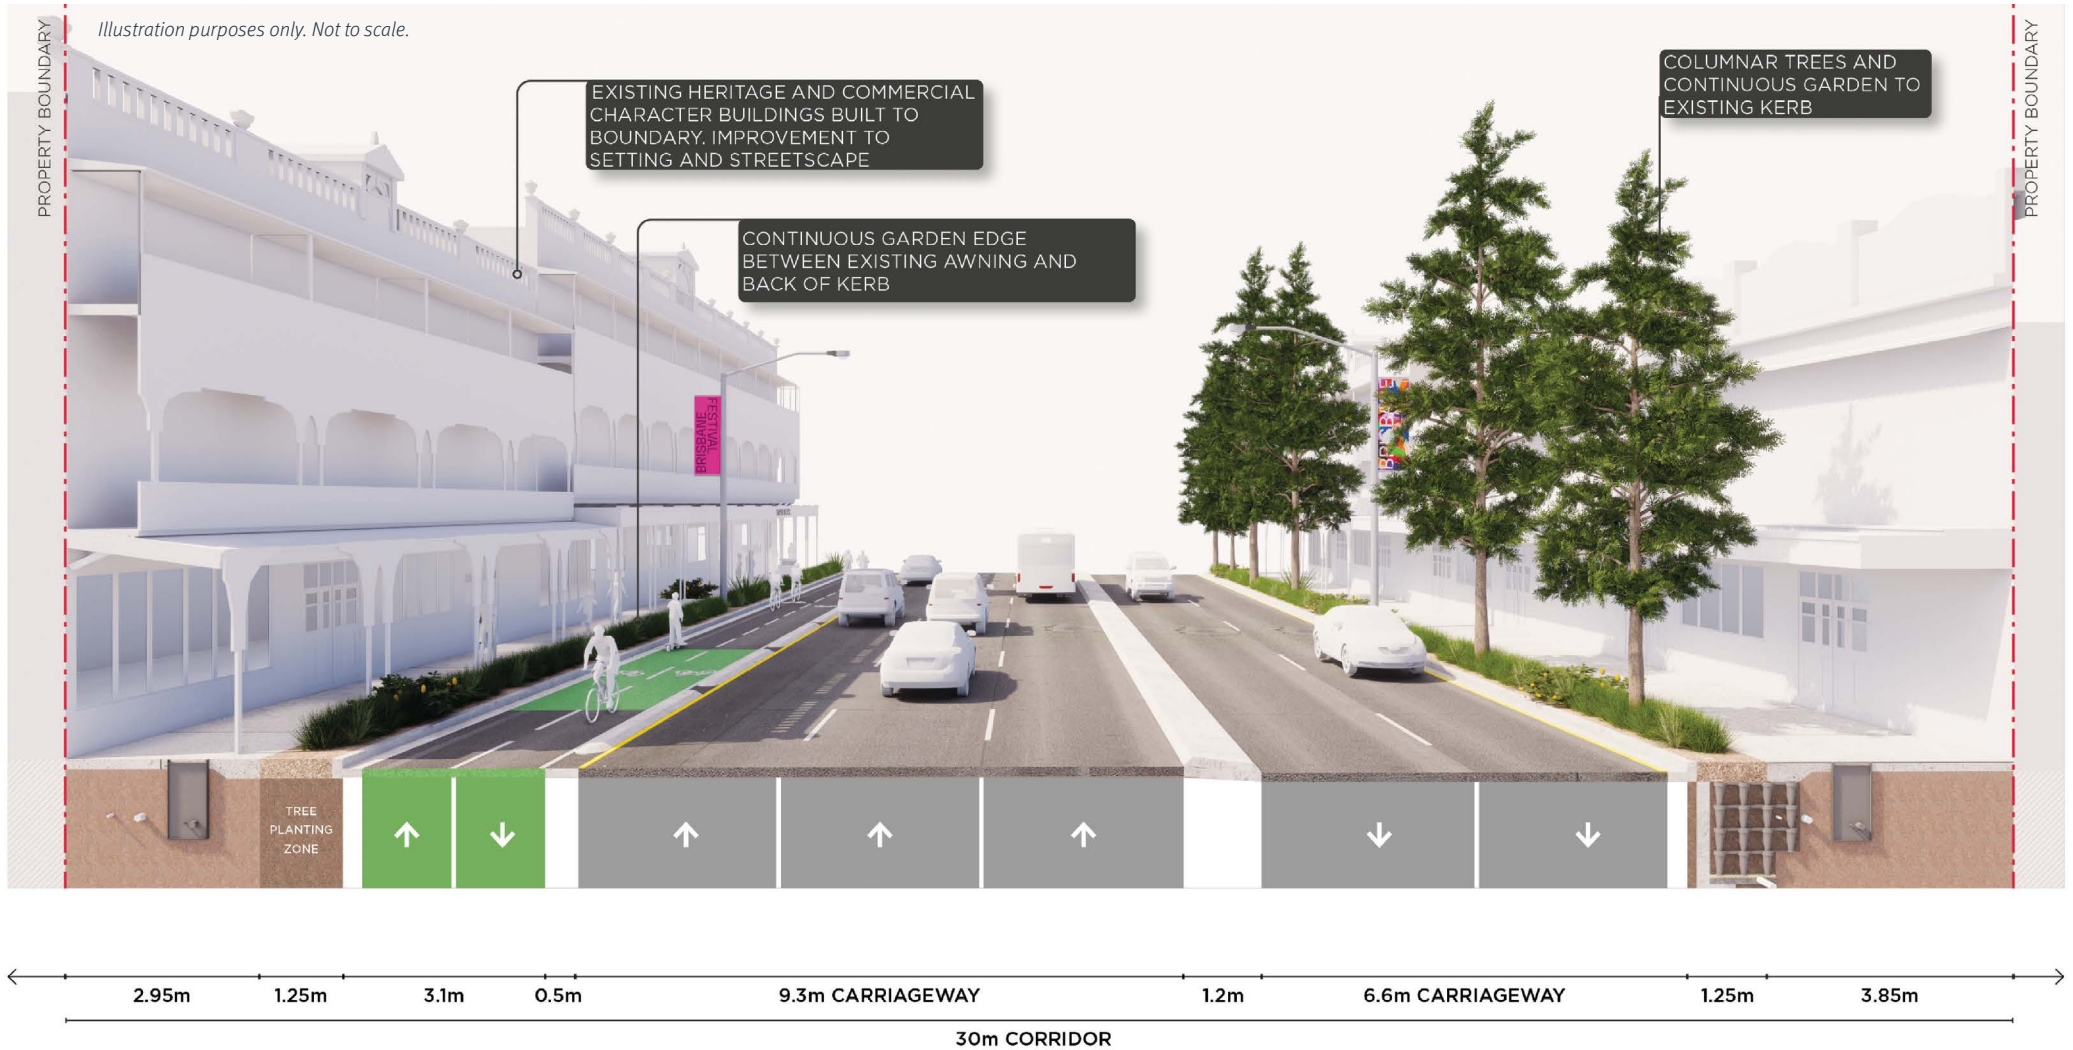 Illustration purposes only. Not to scale.
PROPERTY BOUNDARY
EXISTING HERITAGE AND COMMERCIAL
CHARACTER BUILDINGS BUILT TO
BOUNDARY. IMPROVEMENT TO
SETTING AND STREETSCAPE
CONTINUOUS GARDEN EDGE
BETWEEN EXISTING AWNING AND
BACK OF KERB
COLUMNAR TREES AND
CONTINUOUS GARDEN TO
EXISTING KERB
PROPERTY BOUNDARY
BRISBANE
FESTIVAL
TREE
PLANTING
ZONE
2.95m
1.25m
3.1m
0.5m
9.3m CARRIAGEWAY
1.2m
6.6m CARRIAGEWAY
1.25m
3.85m
30m CORRIDOR